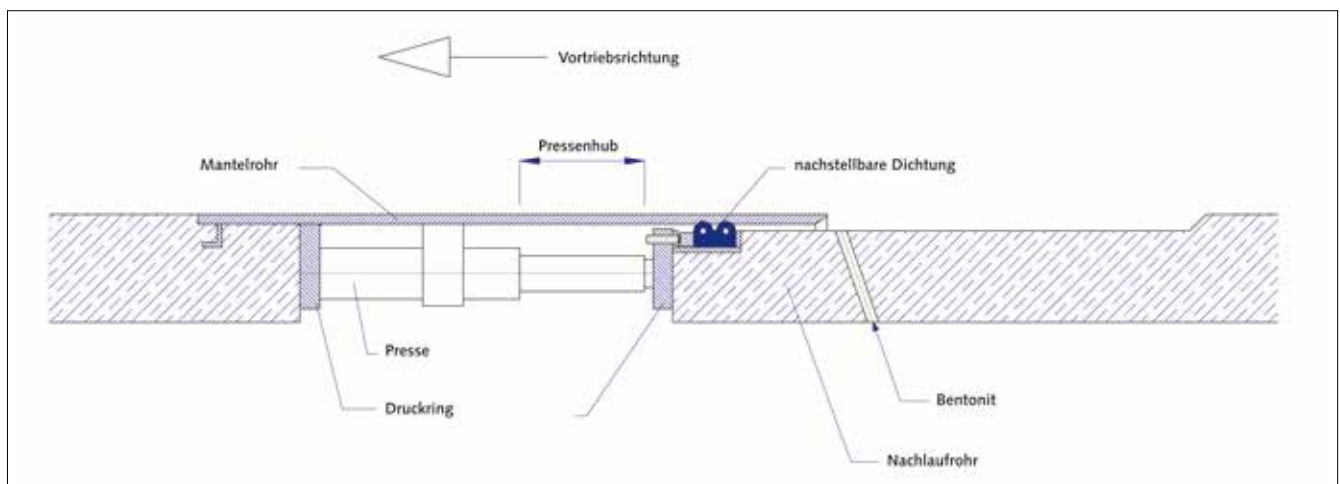 Vortriebsrichtung
Pressenhub
Mantelrohr
nachstellbare Dichtung
Presse
Druckring
Bentonit
Nachlaufrohr